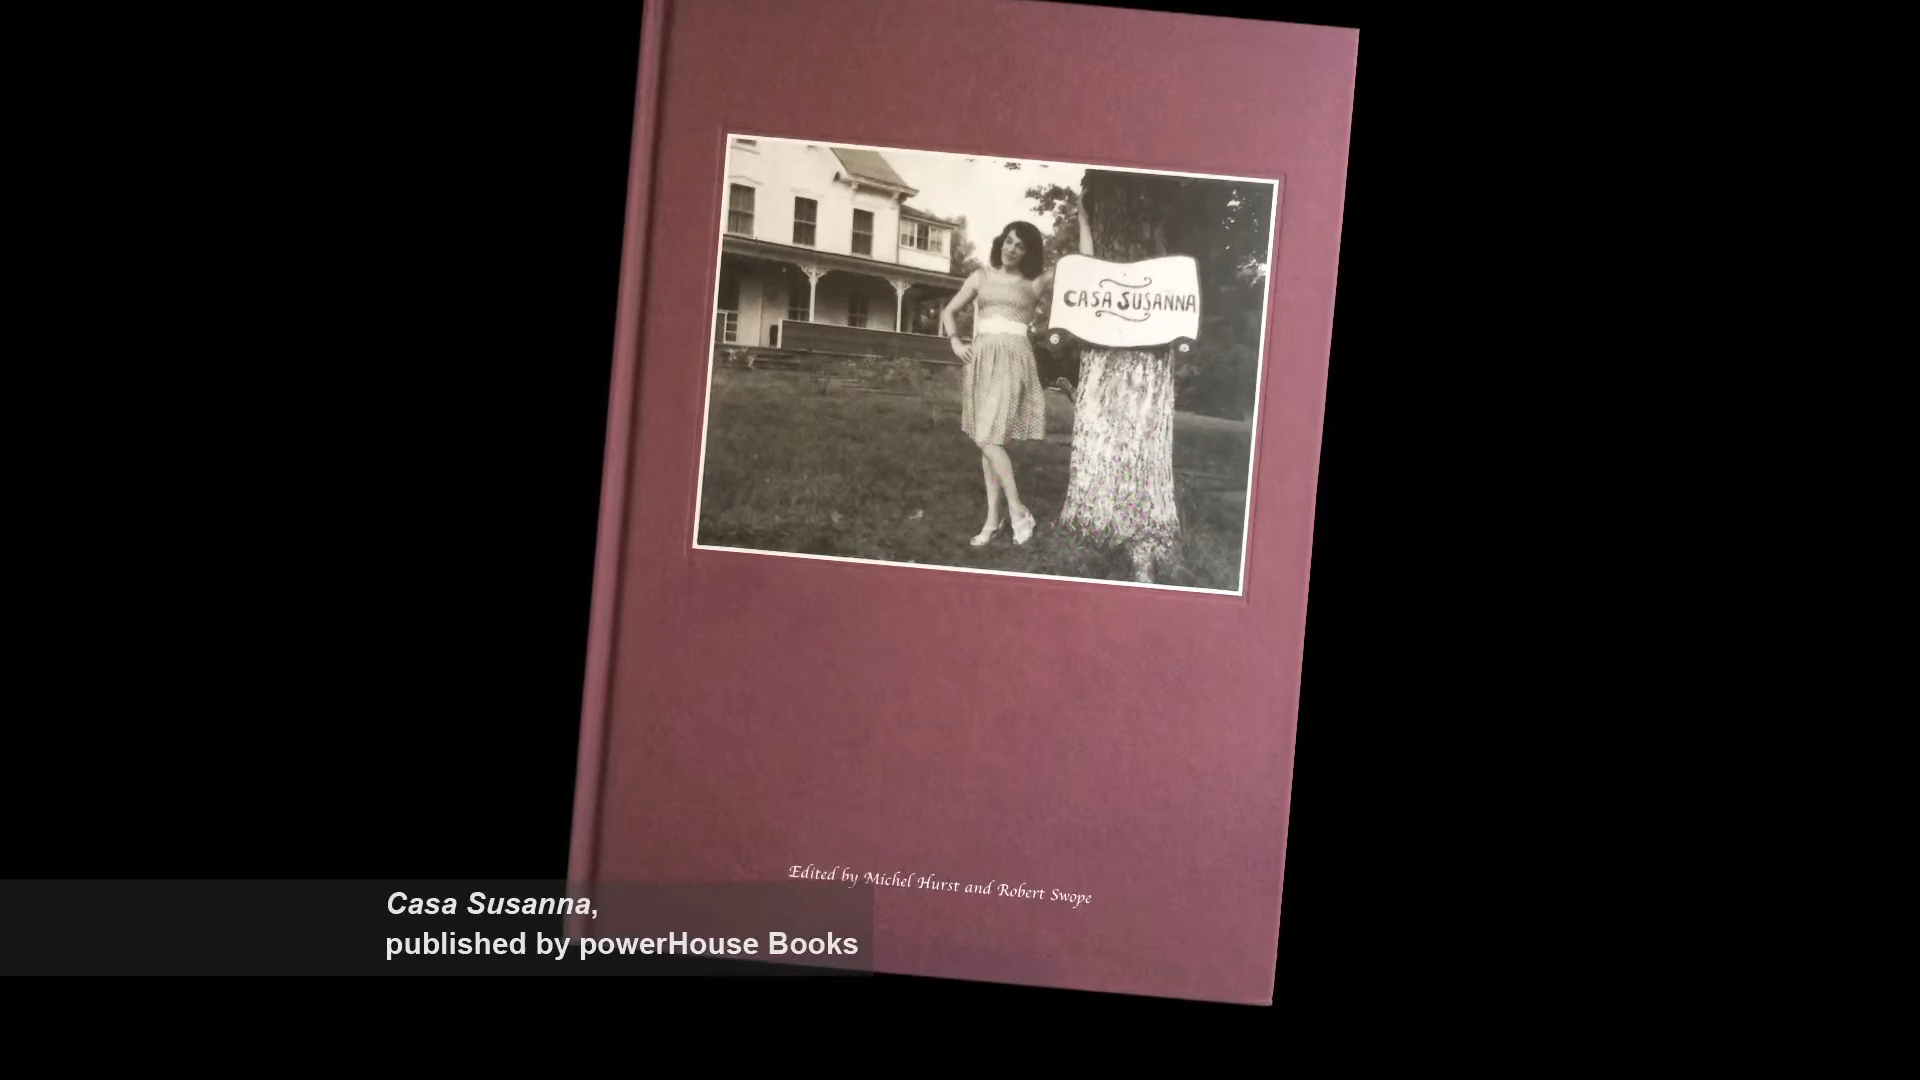 CASA SUSANNA
Edited by Michel Hurst and Robert Swope
Casa Susanna,
published by powerHouse Books